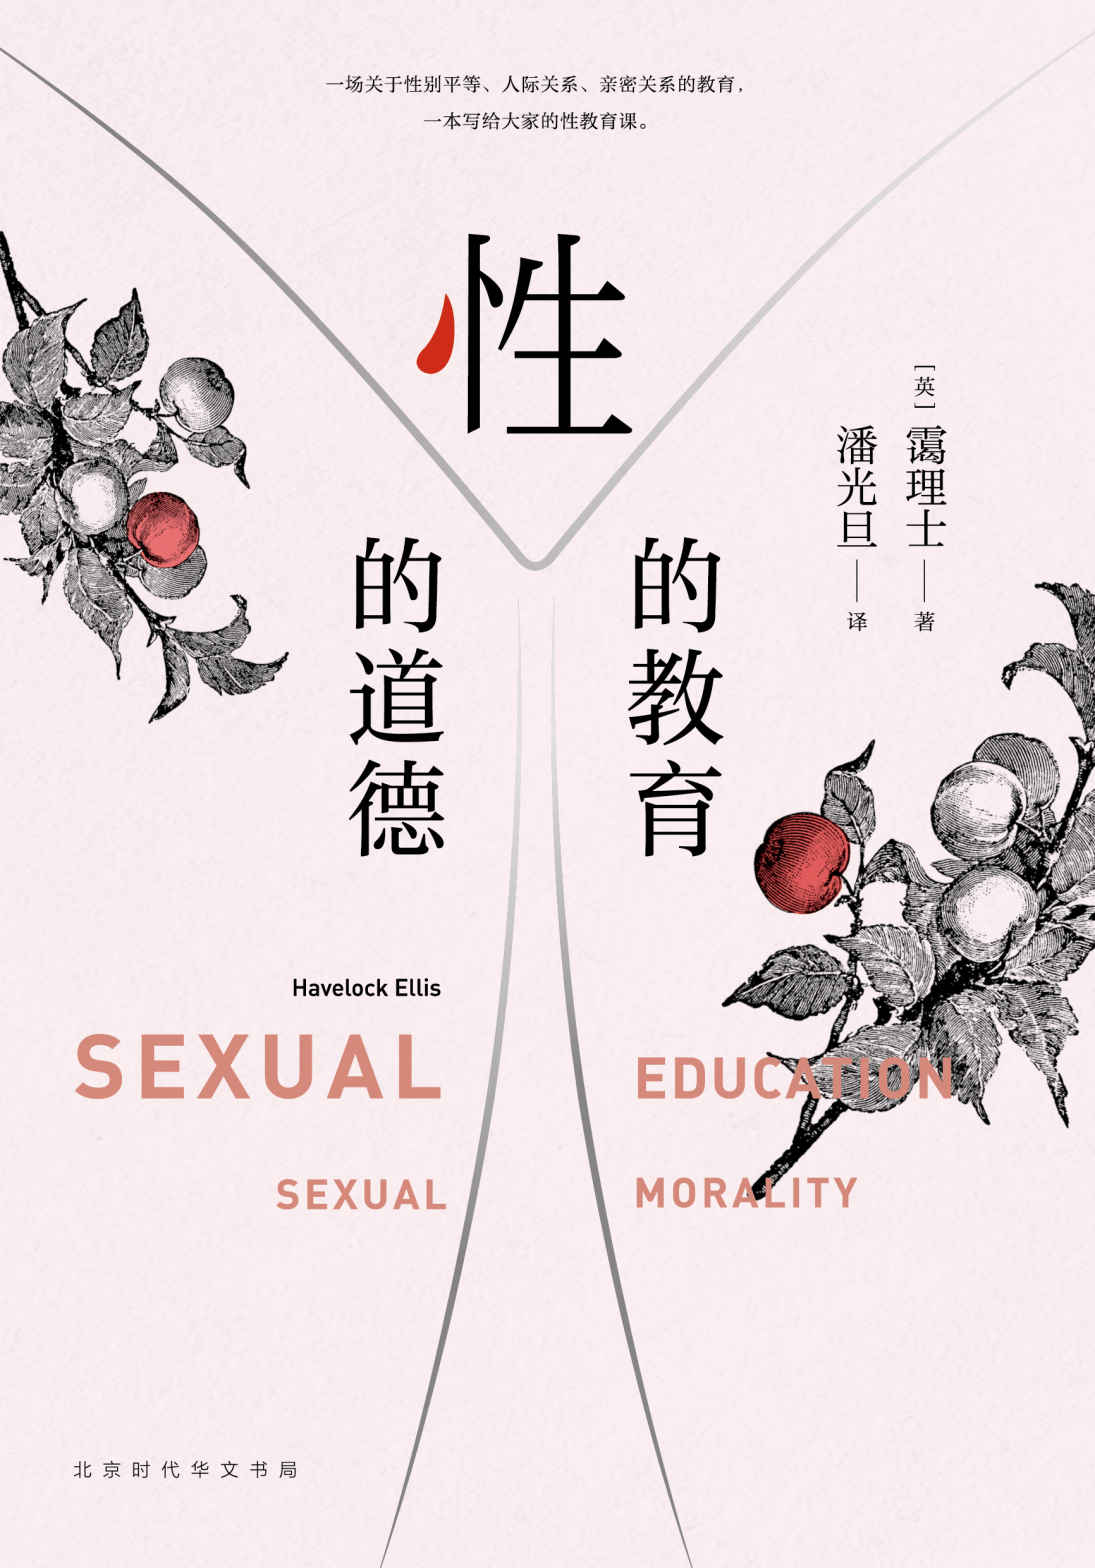 一场关于性别平等、人际关系、亲密关系的教育，
一本写给大家的性教育课。
性
的教育
的道德
[英]霭理士——著
潘光旦——译
Havelock Ellis
SEXUAL EDUCATION
SEXUAL MORALITY
北京时代华文书局